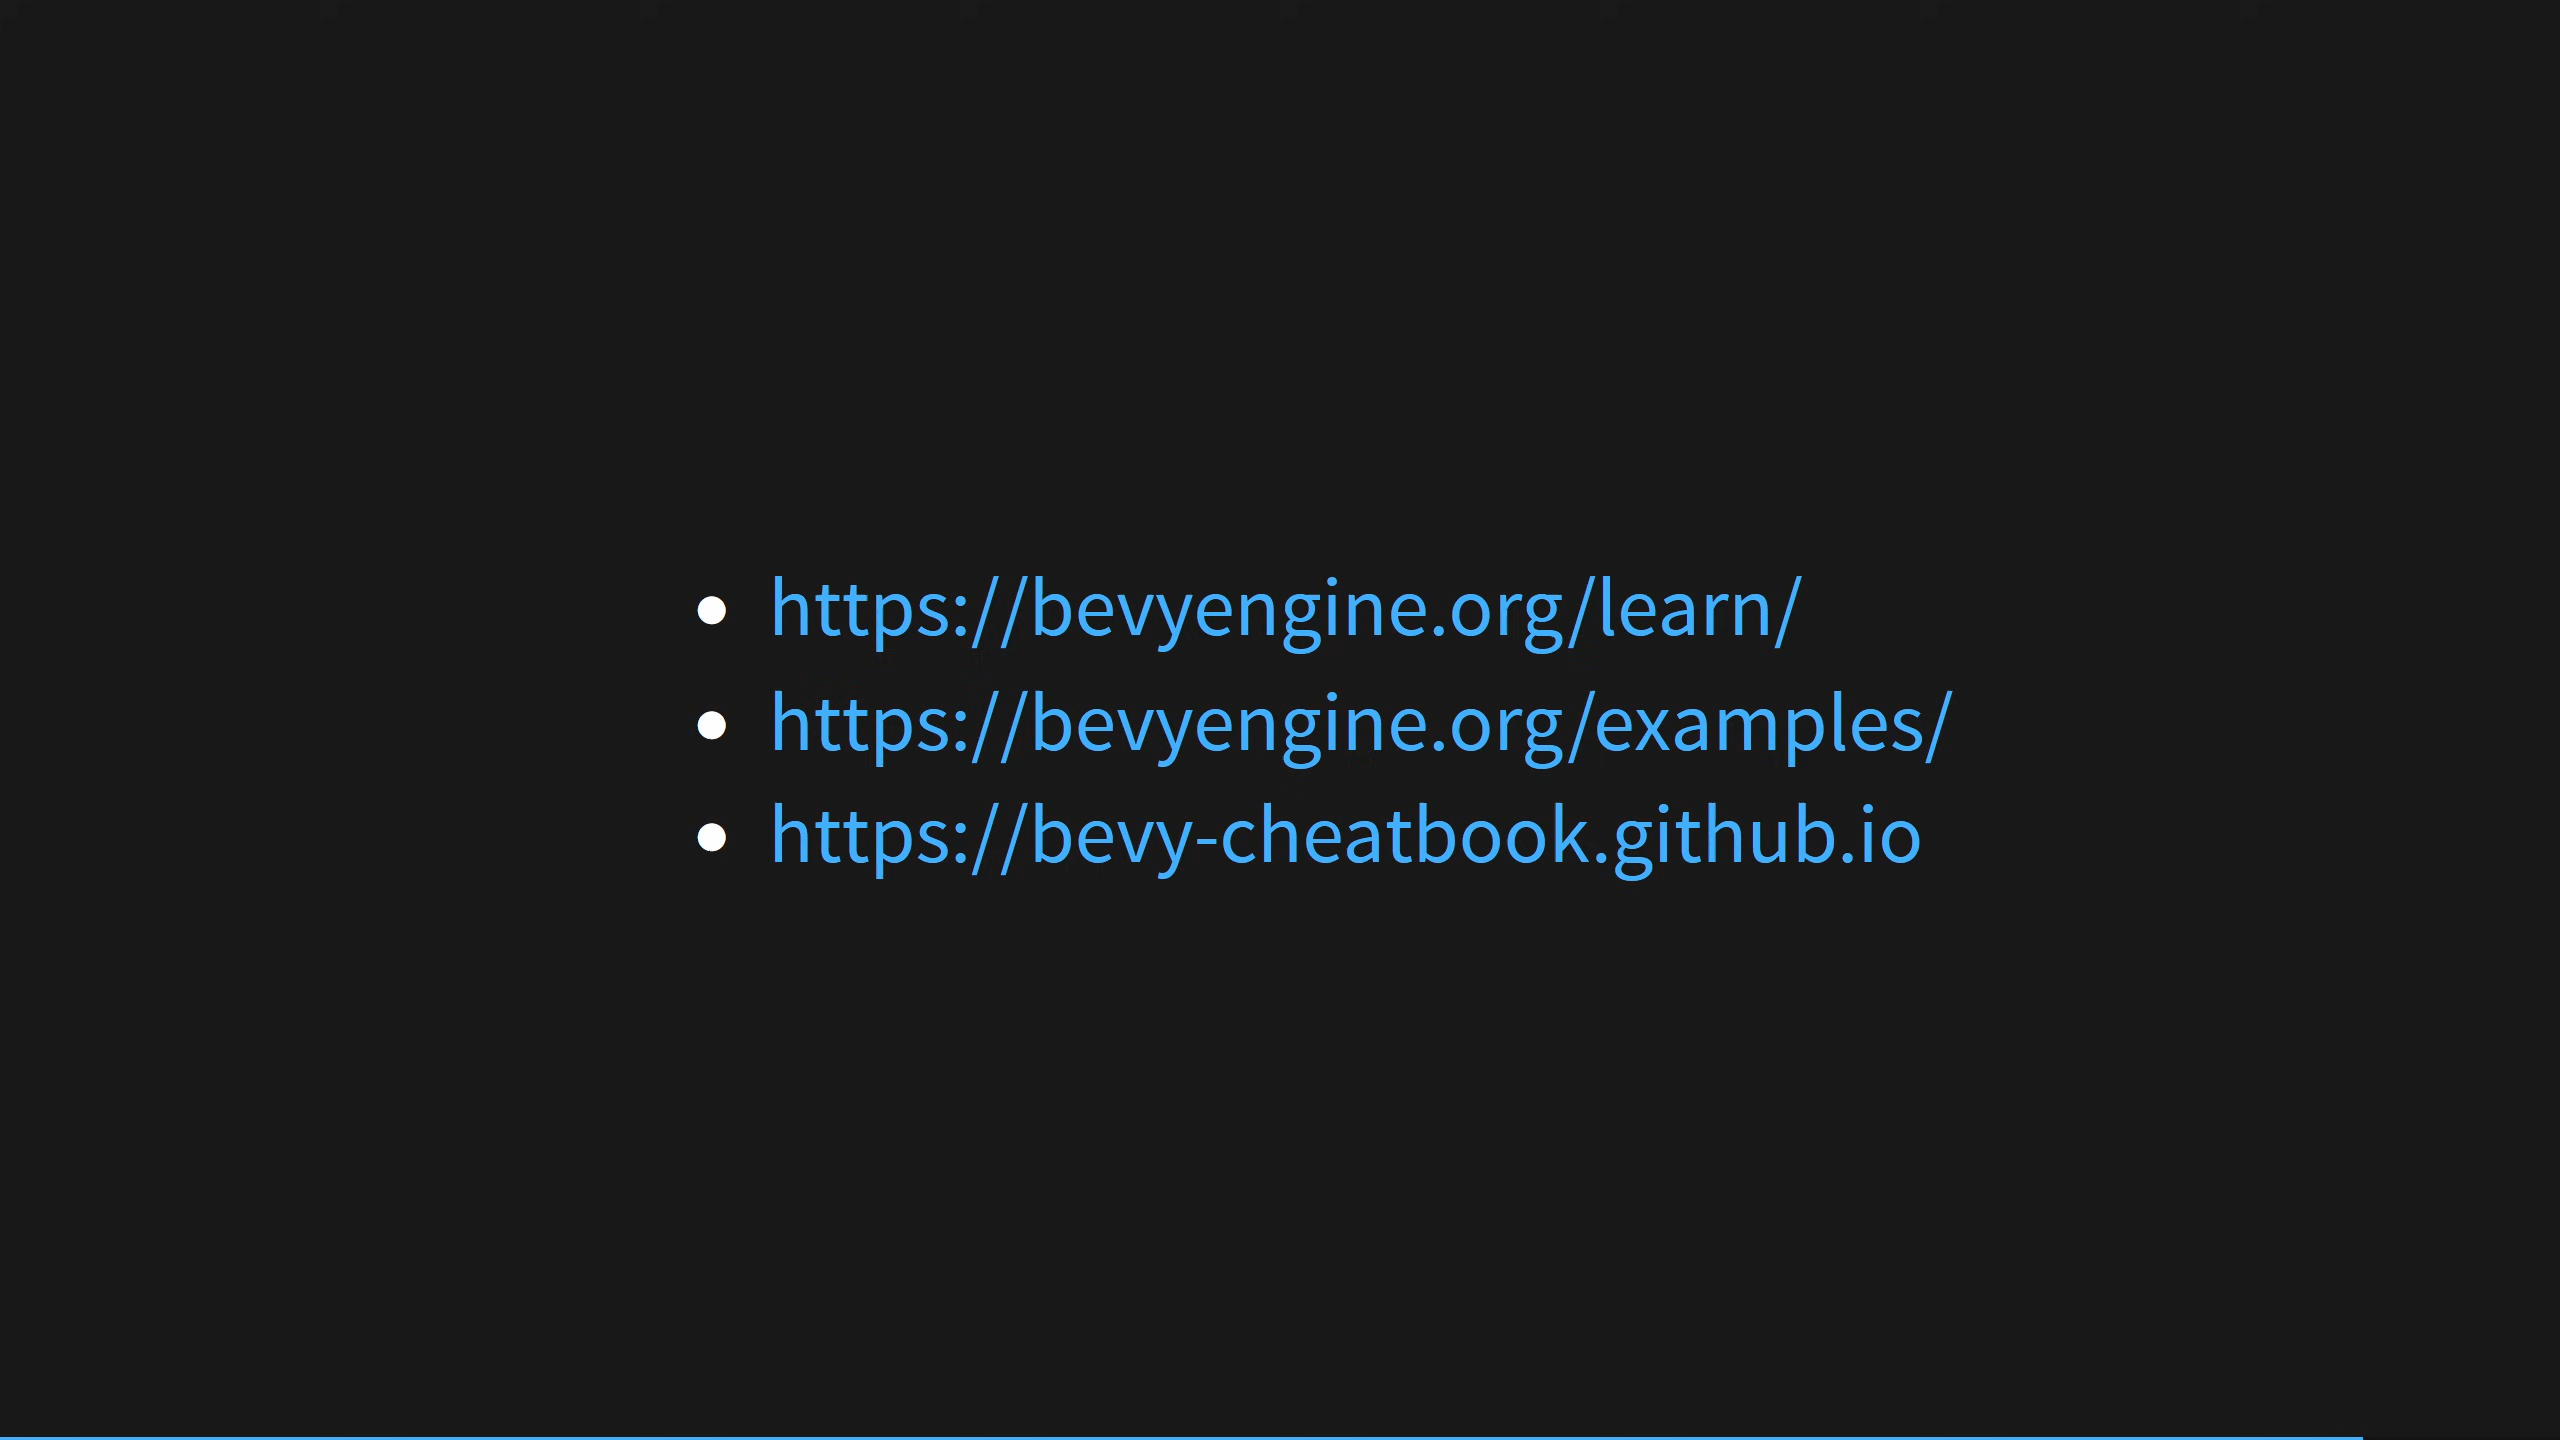 • https://bevyengine.org/learn/
• https://bevyengine.org/examples/
• https://bevy-cheatbook.github.io